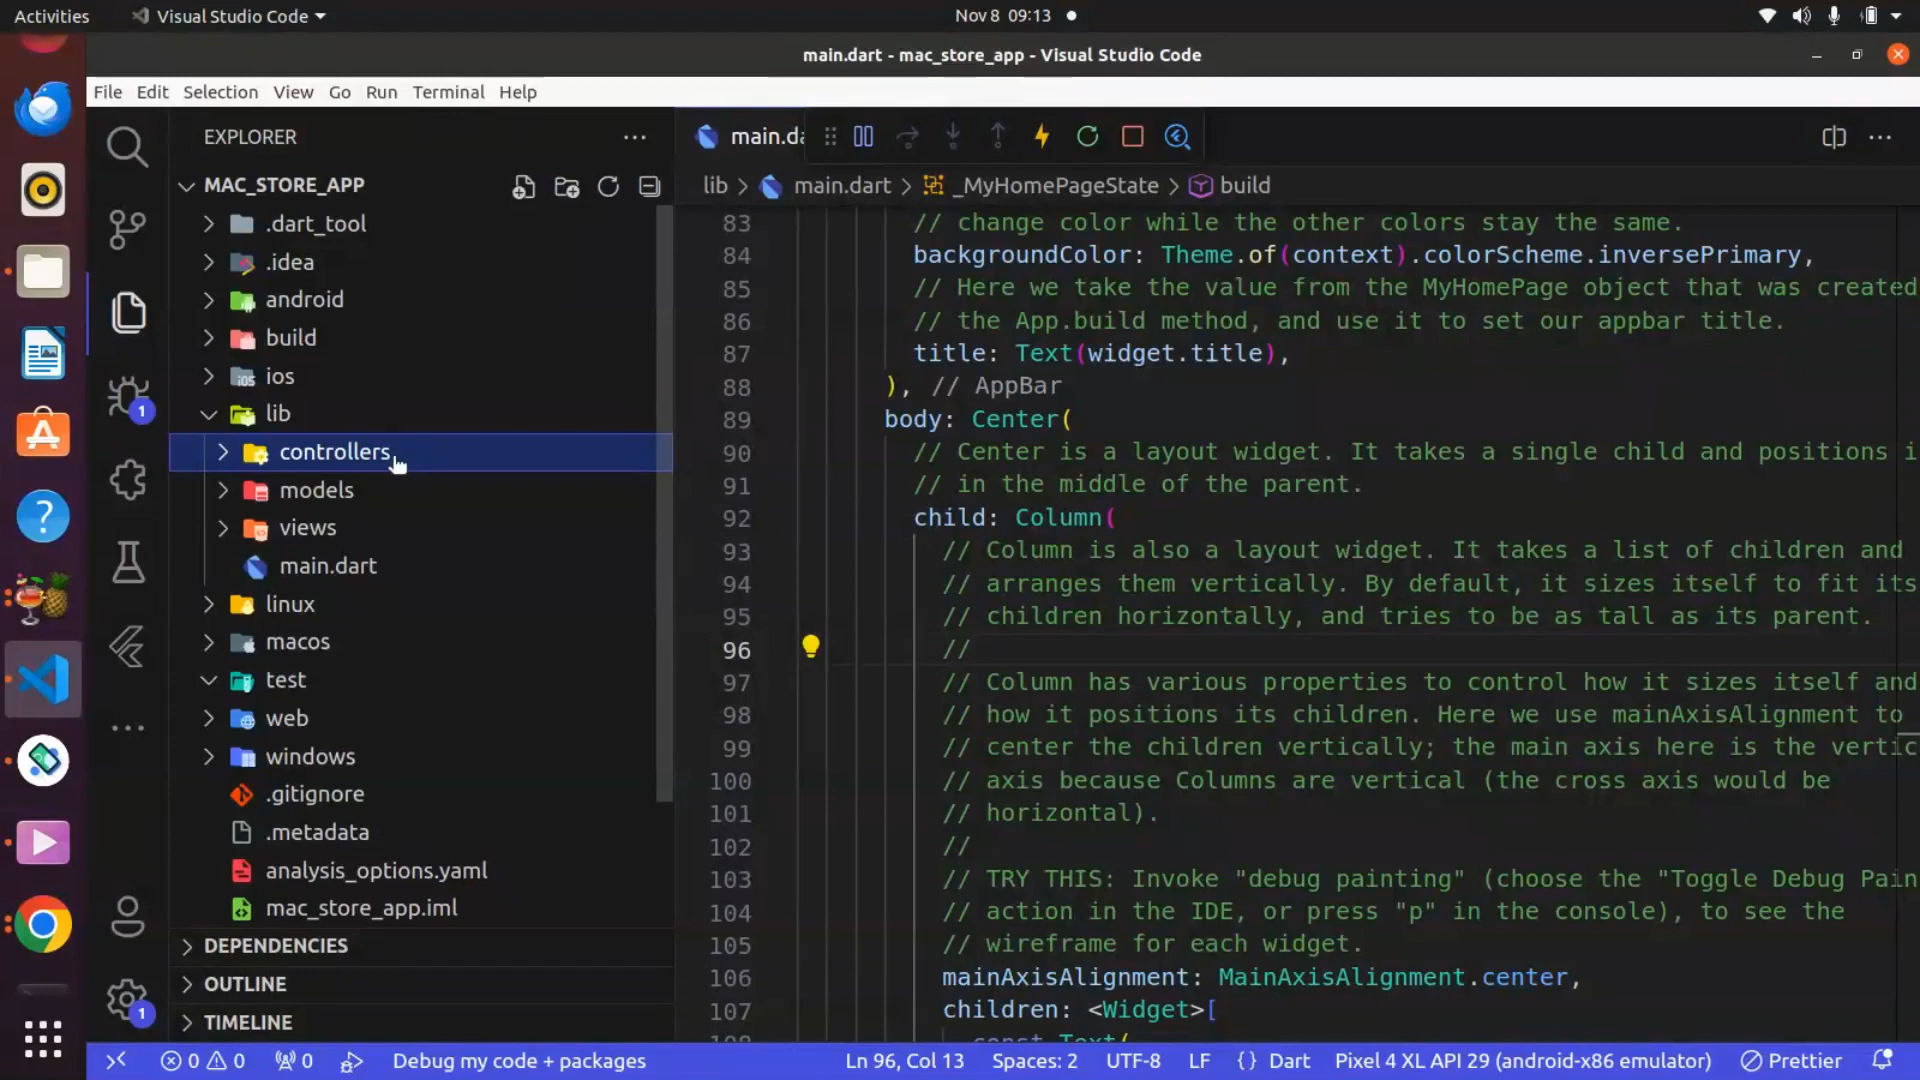 Activities
Visual Studio Code
Nov 8 09:13
main.dart - mac_store_app - Visual Studio Code
File Edit Selection View Go Run Terminal Help
EXPLORER
MAC_STORE_APP
.dart_tool
.idea
android
build
ios
lib
controllers
models
views
main.dart
linux
macos
test
web
windows
.gitignore
.metadata
analysis_options.yaml
mac_store_app.iml
DEPENDENCIES
OUTLINE
TIMELINE
1
1
main.da
lib > main.dart > _MyHomePageState > build
83 // change color while the other colors stay the same.
84 backgroundColor: Theme.of(context).colorScheme.inversePrimary,
85 // Here we take the value from the MyHomePage object that was created
86 // the App.build method, and use it to set our appbar title.
87 title: Text(widget.title),
88 ), // AppBar
89 body: Center(
90 // Center is a layout widget. It takes a single child and positions i
91 // in the middle of the parent.
92 child: Column(
93 // Column is also a layout widget. It takes a list of children and
94 // arranges them vertically. By default, it sizes itself to fit its
95 // children horizontally, and tries to be as tall as its parent.
96 //
97 // Column has various properties to control how it sizes itself and
98 // how it positions its children. Here we use mainAxisAlignment to
99 // center the children vertically; the main axis here is the vertic
100 // axis because Columns are vertical (the cross axis would be
101 // horizontal).
102 //
103 // TRY THIS: Invoke "debug painting" (choose the "Toggle Debug Pain
104 // action in the IDE, or press "p" in the console), to see the
105 // wireframe for each widget.
106 mainAxisAlignment: MainAxisAlignment.center,
107 children: <Widget>[
108 const Text(
0 0 0 Debug my code + packages Ln 96, Col 13 Spaces: 2 UTF-8 LF {} Dart Pixel 4 XL API 29 (android-x86 emulator) Prettier